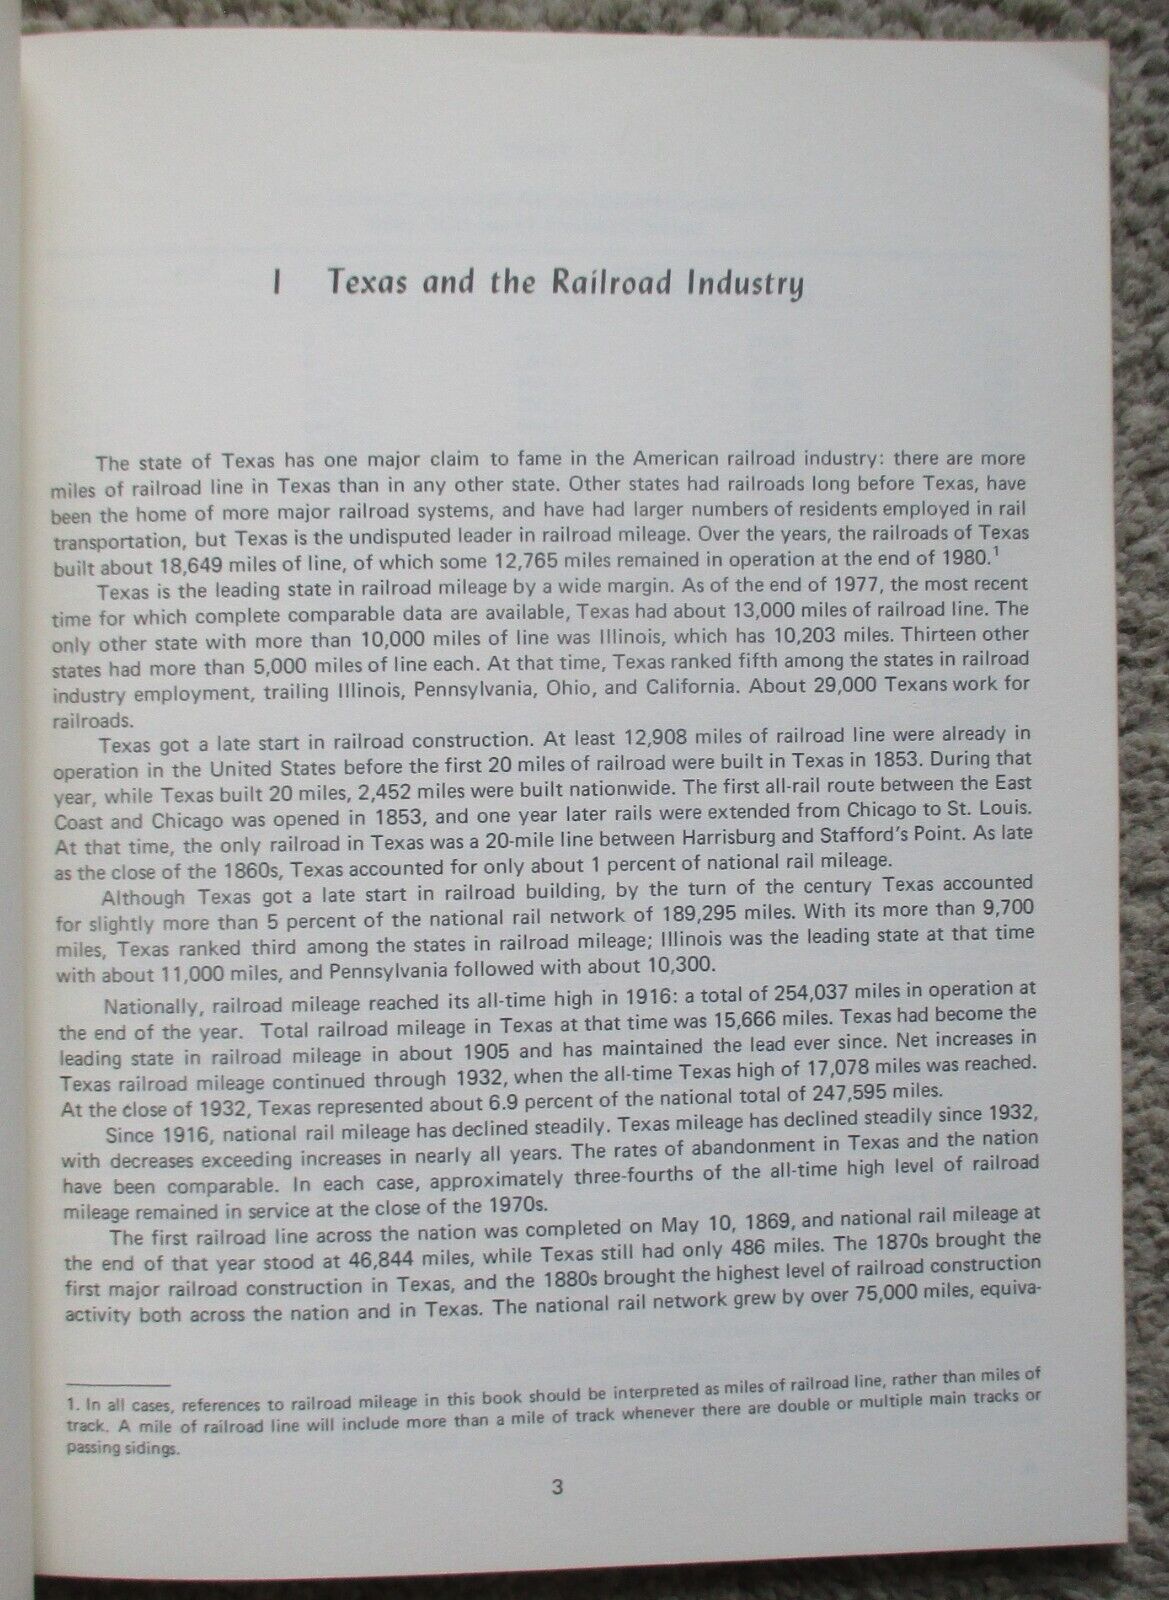 I Texas and the Railroad Industry
The state of Texas has one major claim to fame in the American railroad industry: there are more
miles of railroad line in Texas than in any other state. Other states had railroads long before Texas, have
been the home of more major railroad systems, and have had larger numbers of residents employed in rail
transportation, but Texas is the undisputed leader in railroad mileage. Over the years, the railroads of Texas
built about 18,649 miles of line, of which some 12,765 miles remained in operation at the end of 1980.1
Texas is the leading state in railroad mileage by a wide margin. As of the end of 1977, the most recent
time for which complete comparable data are available, Texas had about 13,000 miles of railroad line. The
only other state with more than 10,000 miles of line was Illinois, which has 10,203 miles. Thirteen other
states had more than 5,000 miles of line each. At that time, Texas ranked fifth among the states in railroad
industry employment, trailing Illinois, Pennsylvania, Ohio, and California. About 29,000 Texans work for
railroads.
Texas got a late start in railroad construction. At least 12,908 miles of railroad line were already in
operation in the United States before the first 20 miles of railroad were built in Texas in 1853. During that
year, while Texas built 20 miles, 2,452 miles were built nationwide. The first all-rail route between the East
Coast and Chicago was opened in 1853, and one year later rails were extended from Chicago to St. Louis.
At that time, the only railroad in Texas was a 20-mile line between Harrisburg and Stafford's Point. As late
as the close of the 1860s, Texas accounted for only about 1 percent of national rail mileage.
Although Texas got a late start in railroad building, by the turn of the century Texas accounted
for slightly more than 5 percent of the national rail network of 189,295 miles. With its more than 9,700
miles, Texas ranked third among the states in railroad mileage; Illinois was the leading state at that time
with about 11,000 miles, and Pennsylvania followed with about 10,300.
Nationally, railroad mileage reached its all-time high in 1916: a total of 254,037 miles in operation at
the end of the year. Total railroad mileage in Texas at that time was 15,666 miles. Texas had become the
leading state in railroad mileage in about 1905 and has maintained the lead ever since. Net increases in
Texas railroad mileage continued through 1932, when the all-time Texas high of 17,078 miles was reached.
At the close of 1932, Texas represented about 6.9 percent of the national total of 247,595 miles.
Since 1916, national rail mileage has declined steadily. Texas mileage has declined steadily since 1932,
with decreases exceeding increases in nearly all years. The rates of abandonment in Texas and the nation
have been comparable. In each case, approximately three-fourths of the all-time high level of railroad
mileage remained in service at the close of the 1970s.
The first railroad line across the nation was completed on May 10, 1869, and national rail mileage at
the end of that year stood at 46,844 miles, while Texas still had only 486 miles. The 1870s brought the
first major railroad construction in Texas, and the 1880s brought the highest level of railroad construction
activity both across the nation and in Texas. The national rail network grew by over 75,000 miles, equiva-
1. In all cases, references to railroad mileage in this book should be interpreted as miles of railroad line, rather than miles of
track. A mile of railroad line will include more than a mile of track whenever there are double or multiple main tracks or
passing sidings.
3